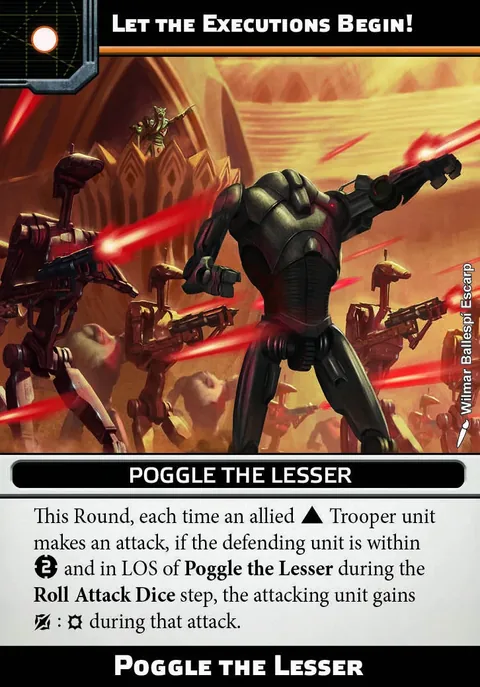 Let the Executions Begin!
Wilmar Ballespi Escarp
POGGLE THE LESSER
This Round, each time an allied ▲ Trooper unit
makes an attack, if the defending unit is within
2 and in LOS of Poggle the Lesser during the
Roll Attack Dice step, the attacking unit gains
: during that attack.
Poggle the Lesser